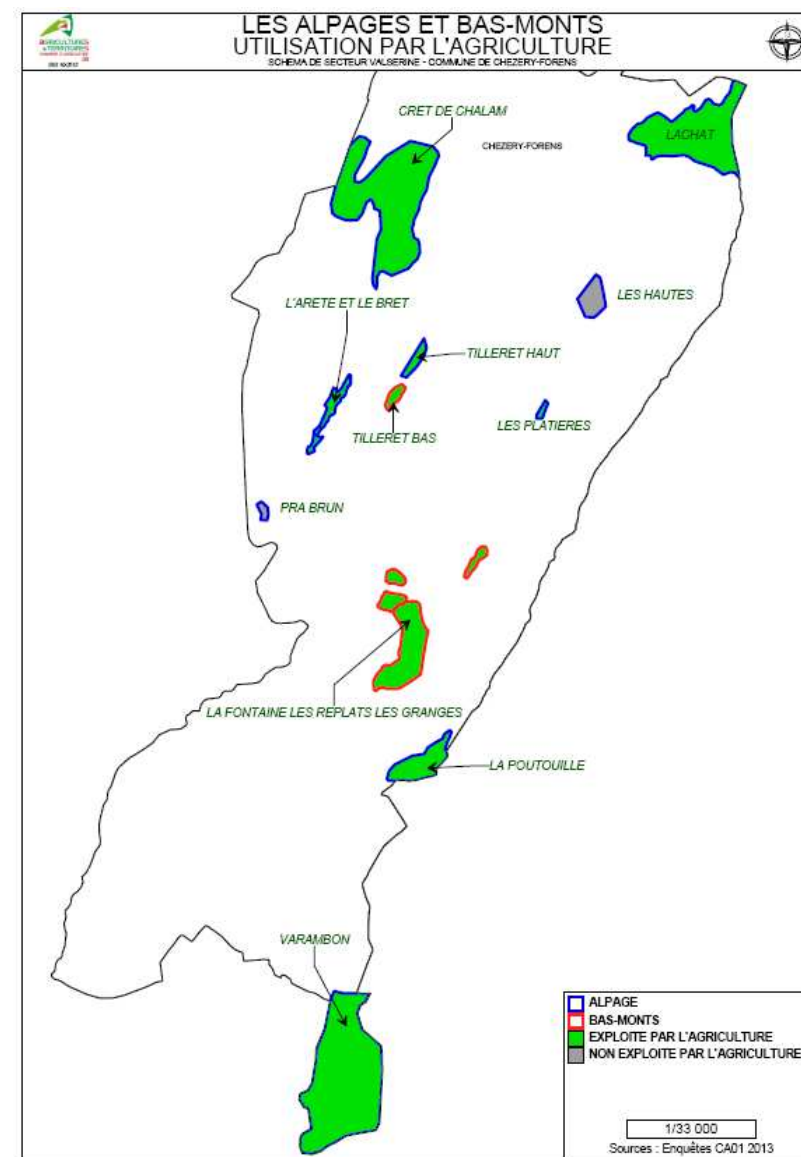 LES ALPAGES ET BAS-MONTS
UTILISATION PAR L'AGRICULTURE
SCHEMA DE SECTEUR VALSERINE - COMMUNE DE CHEZERY-FORENS
AGRICULTURES
& TERRITOIRES
CRET DE CHALAM
CHEZERY-FORENS
LACHAT
L'ARETE ET LE BRET
LES HAUTES
TILLERET HAUT
TILLERET BAS
LES PLATIERES
PRA BRUN
LA FONTAINE LES REPLATS LES GRANGES
LA POUTOUILLE
VARAMBON
ALPAGE
BAS-MONTS
EXPLOITE PAR L'AGRICULTURE
NON EXPLOITE PAR L'AGRICULTURE
1/33 000
Sources : Enquêtes CA01 2013